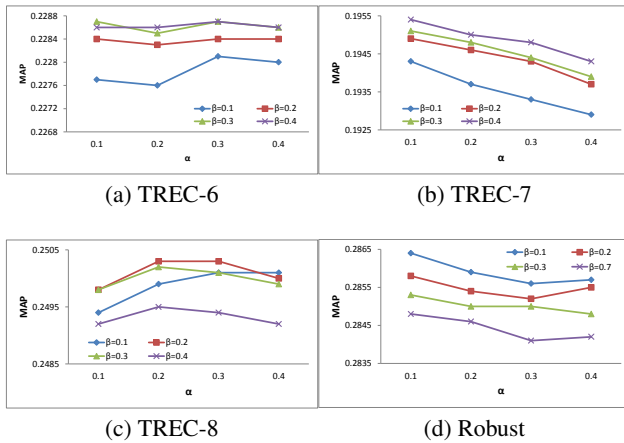 0.2288
0.2284
0.228
0.2276
0.2272
0.2268
MAP
β=0.1 β=0.2
β=0.3 β=0.4
0.1 0.2 0.3 0.4
α
(a) TREC-6
0.1955
0.1945
0.1935
0.1925
MAP
β=0.1 β=0.2
β=0.3 β=0.4
0.1 0.2 0.3 0.4
α
(b) TREC-7
0.2505
0.2495
0.2485
MAP
β=0.1 β=0.2
β=0.3 β=0.4
0.1 0.2 0.3 0.4
α
(c) TREC-8
0.2865
0.2855
0.2845
0.2835
MAP
β=0.1 β=0.2
β=0.3 β=0.7
0.1 0.2 0.3 0.4
α
(d) Robust